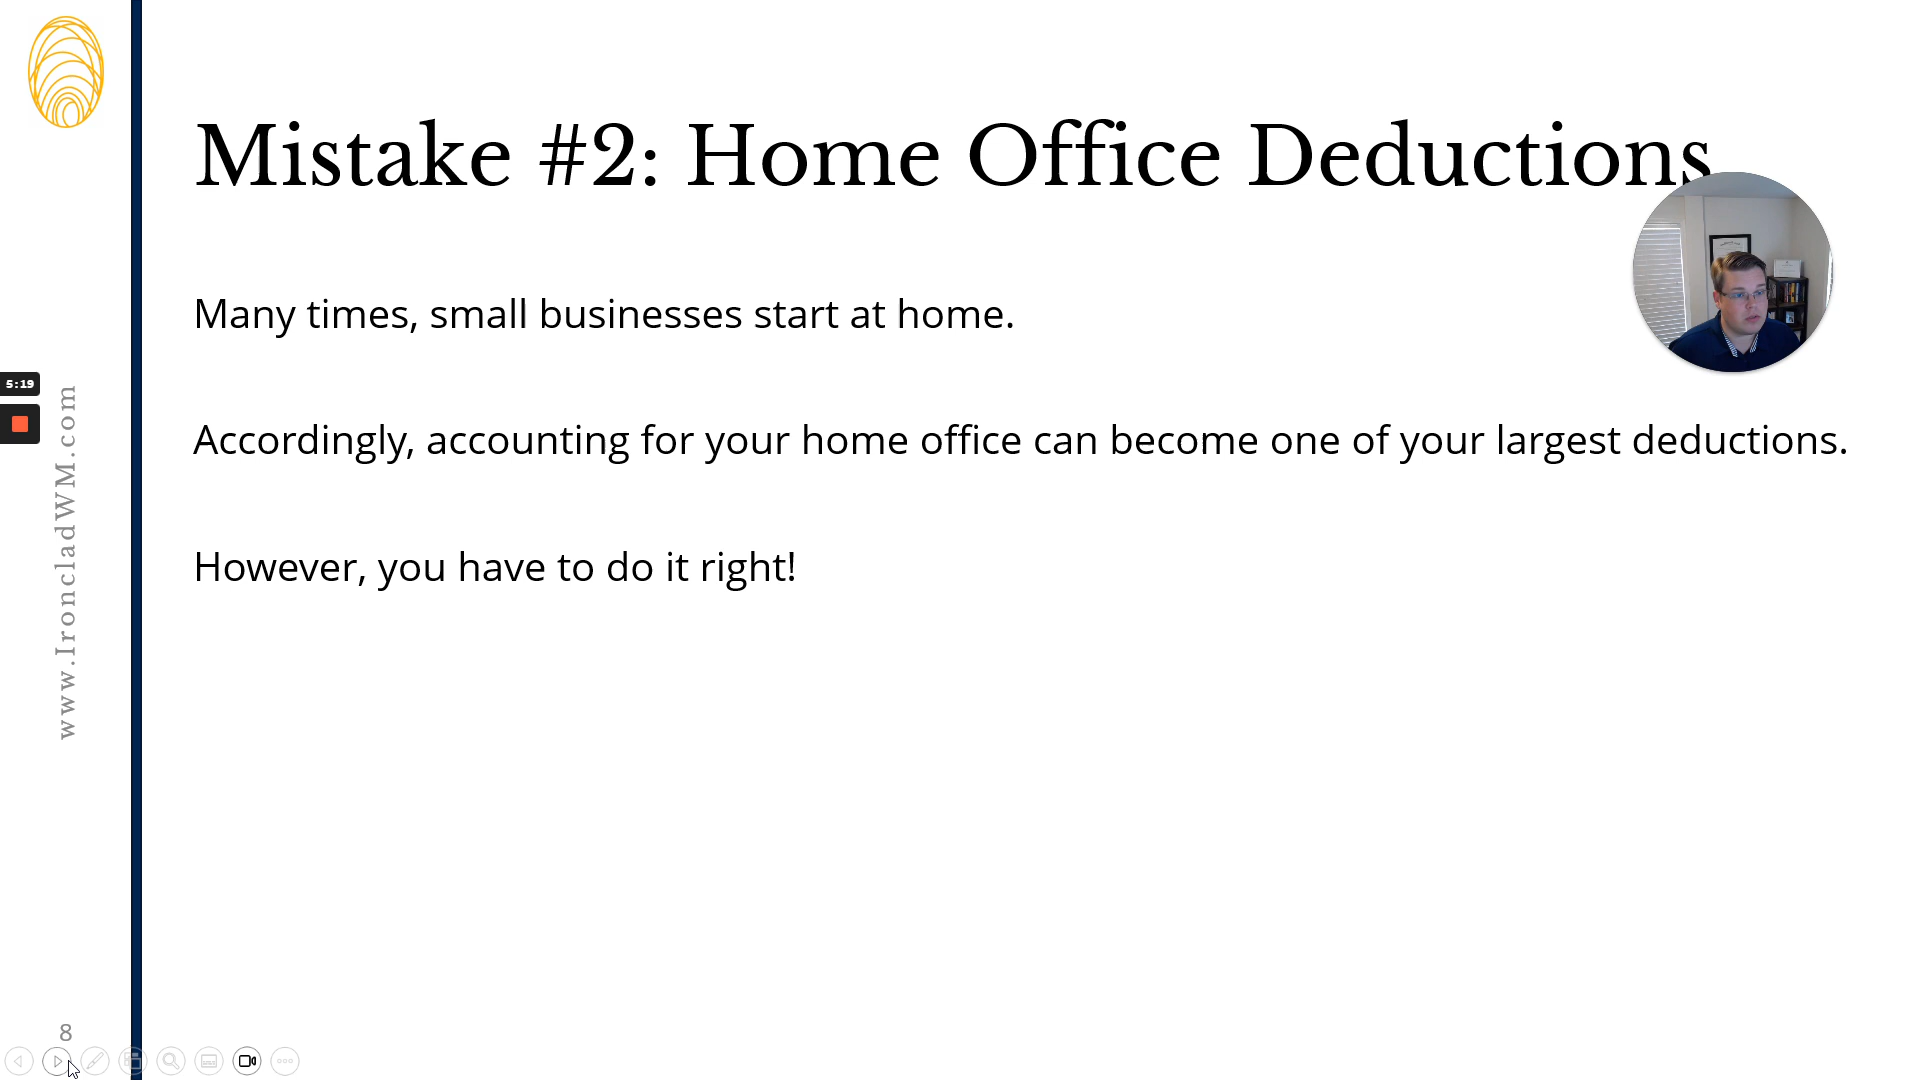 Mistake #2: Home Office Deductions
Many times, small businesses start at home.
Accordingly, accounting for your home office can become one of your largest deductions.
However, you have to do it right!
5:19
www.IroncladWM.com
8